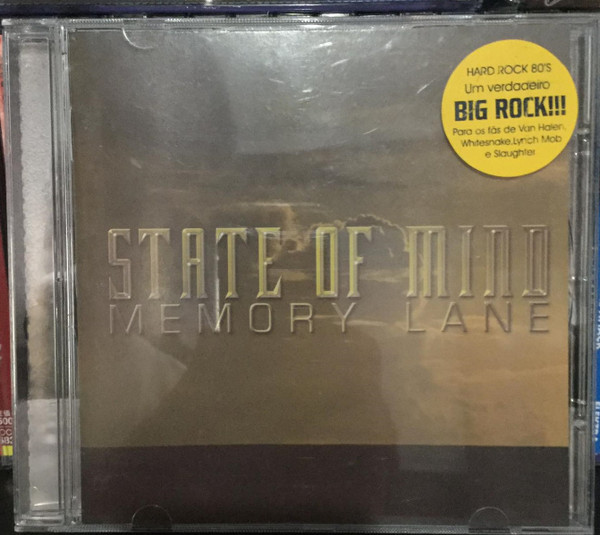 HARD ROCK 80'S
Um verdadeiro
BIG ROCK!!!
Para os fãs de Van Halen,
Whitesnake, Lynch Mob
e Slaughter
STATE OF MIND
MEMORY LANE